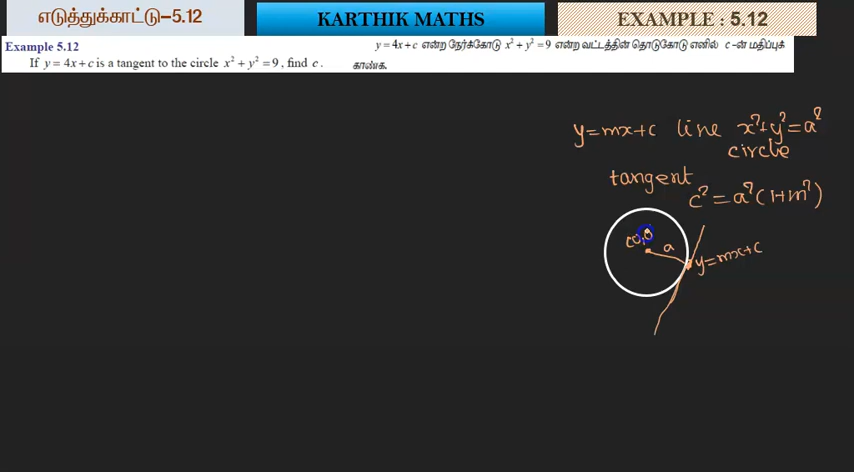 எடுத்துக்காட்டு-5.12
KARTHIK MATHS
EXAMPLE : 5.12
Example 5.12
If y = 4x + c is a tangent to the circle x² + y² = 9, find c .
y = 4x + c என்ற நேர்க்கோடு x² + y² = 9 என்ற வட்டத்தின் தொடுகோடு எனில் c-ன் மதிப்புக்
காண்க.
y=mx+c line x²+y²=a²
circle
tangent
c²=a²(1+m²)
a
y=mx+c